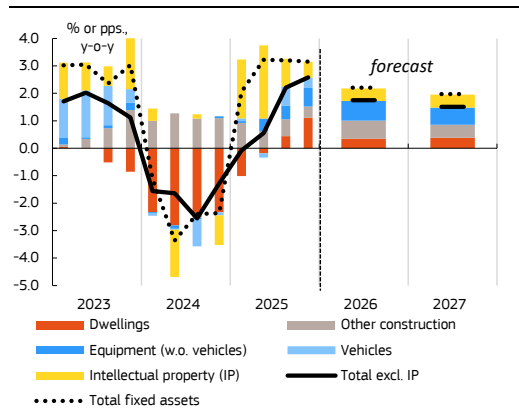 % or pps.,
y-o-y
4.0
3.0
2.0
1.0
0.0
-1.0
-2.0
-3.0
-4.0
-5.0
forecast
2023 2024 2025 2026 2027
Dwellings Other construction
Equipment (w.o. vehicles) Vehicles
Intellectual property (IP) Total excl. IP
Total fixed assets